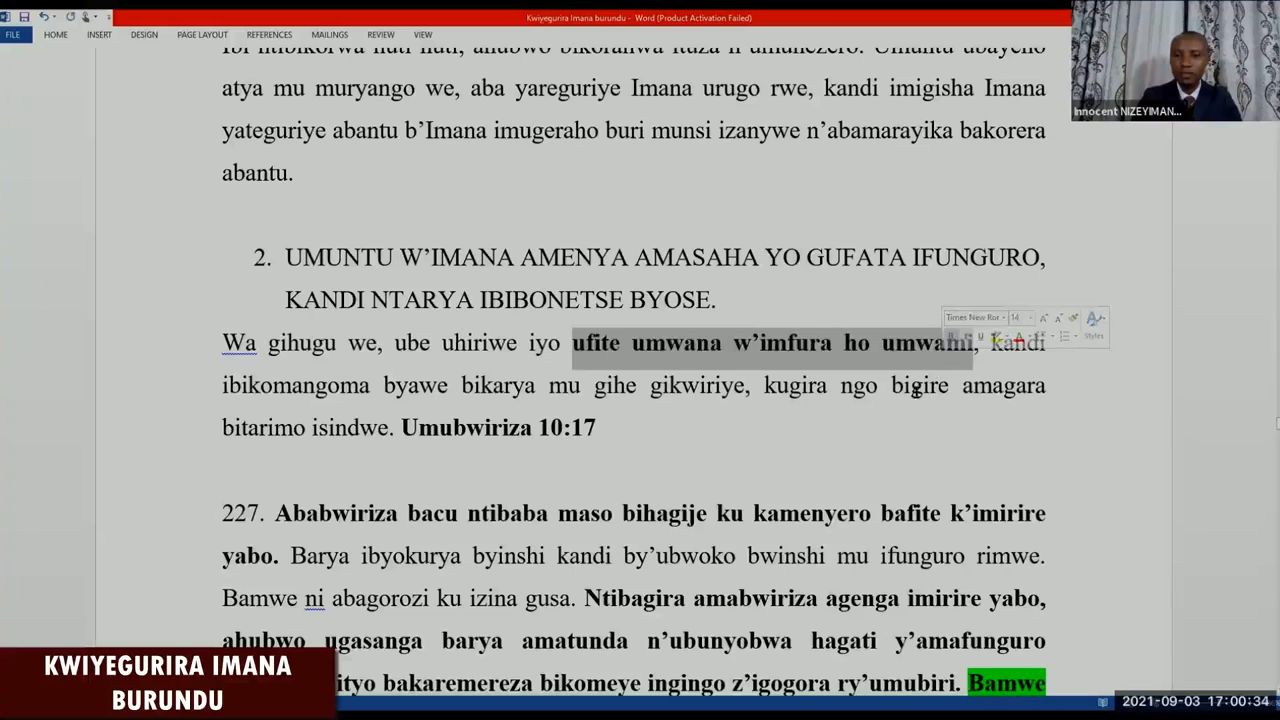 Kwiyegurira Imana burundu - Word (Product Activation Failed)
FILE HOME INSERT DESIGN PAGE LAYOUT REFERENCES MAILINGS REVIEW VIEW
Innocent NIZEYIMAN...
atya mu muryango we, aba yareguriye Imana urugo rwe, kandi imigisha Imana
yateguriye abantu b’Imana imugeraho buri munsi izanywe n’abamarayika bakorera
abantu.
2. UMUNTU W’IMANA AMENYA AMASAHA YO GUFATA IFUNGURO,
KANDI NTARYA IBIBONETSE BYOSE.
Times New Ror 14
Styles
Wa gihugu we, ube uhiriwe iyo ufite umwana w’imfura ho umwami, kandi
ibikomangoma byawe bikarya mu gihe gikwiriye, kugira ngo bigire amagara
bitarimo isindwe. Umubwiriza 10:17
227. Ababwiriza bacu ntibaba maso bihagije ku kamenyero bafite k’imirire
yabo. Barya ibyokurya byinshi kandi by’ubwoko bwinshi mu ifunguro rimwe.
Bamwe ni abagorozi ku izina gusa. Ntibagira amabwiriza agenga imirire yabo,
ahubwo ugasanga barya amatunda n’ubunyobwa hagati y’amafunguro
ityo bakaremereza bikomeye ingingo z’igogora ry’umubiri. Bamwe
KWIYEGURIRA IMANA
BURUNDU
2021-09-03 17:00:34